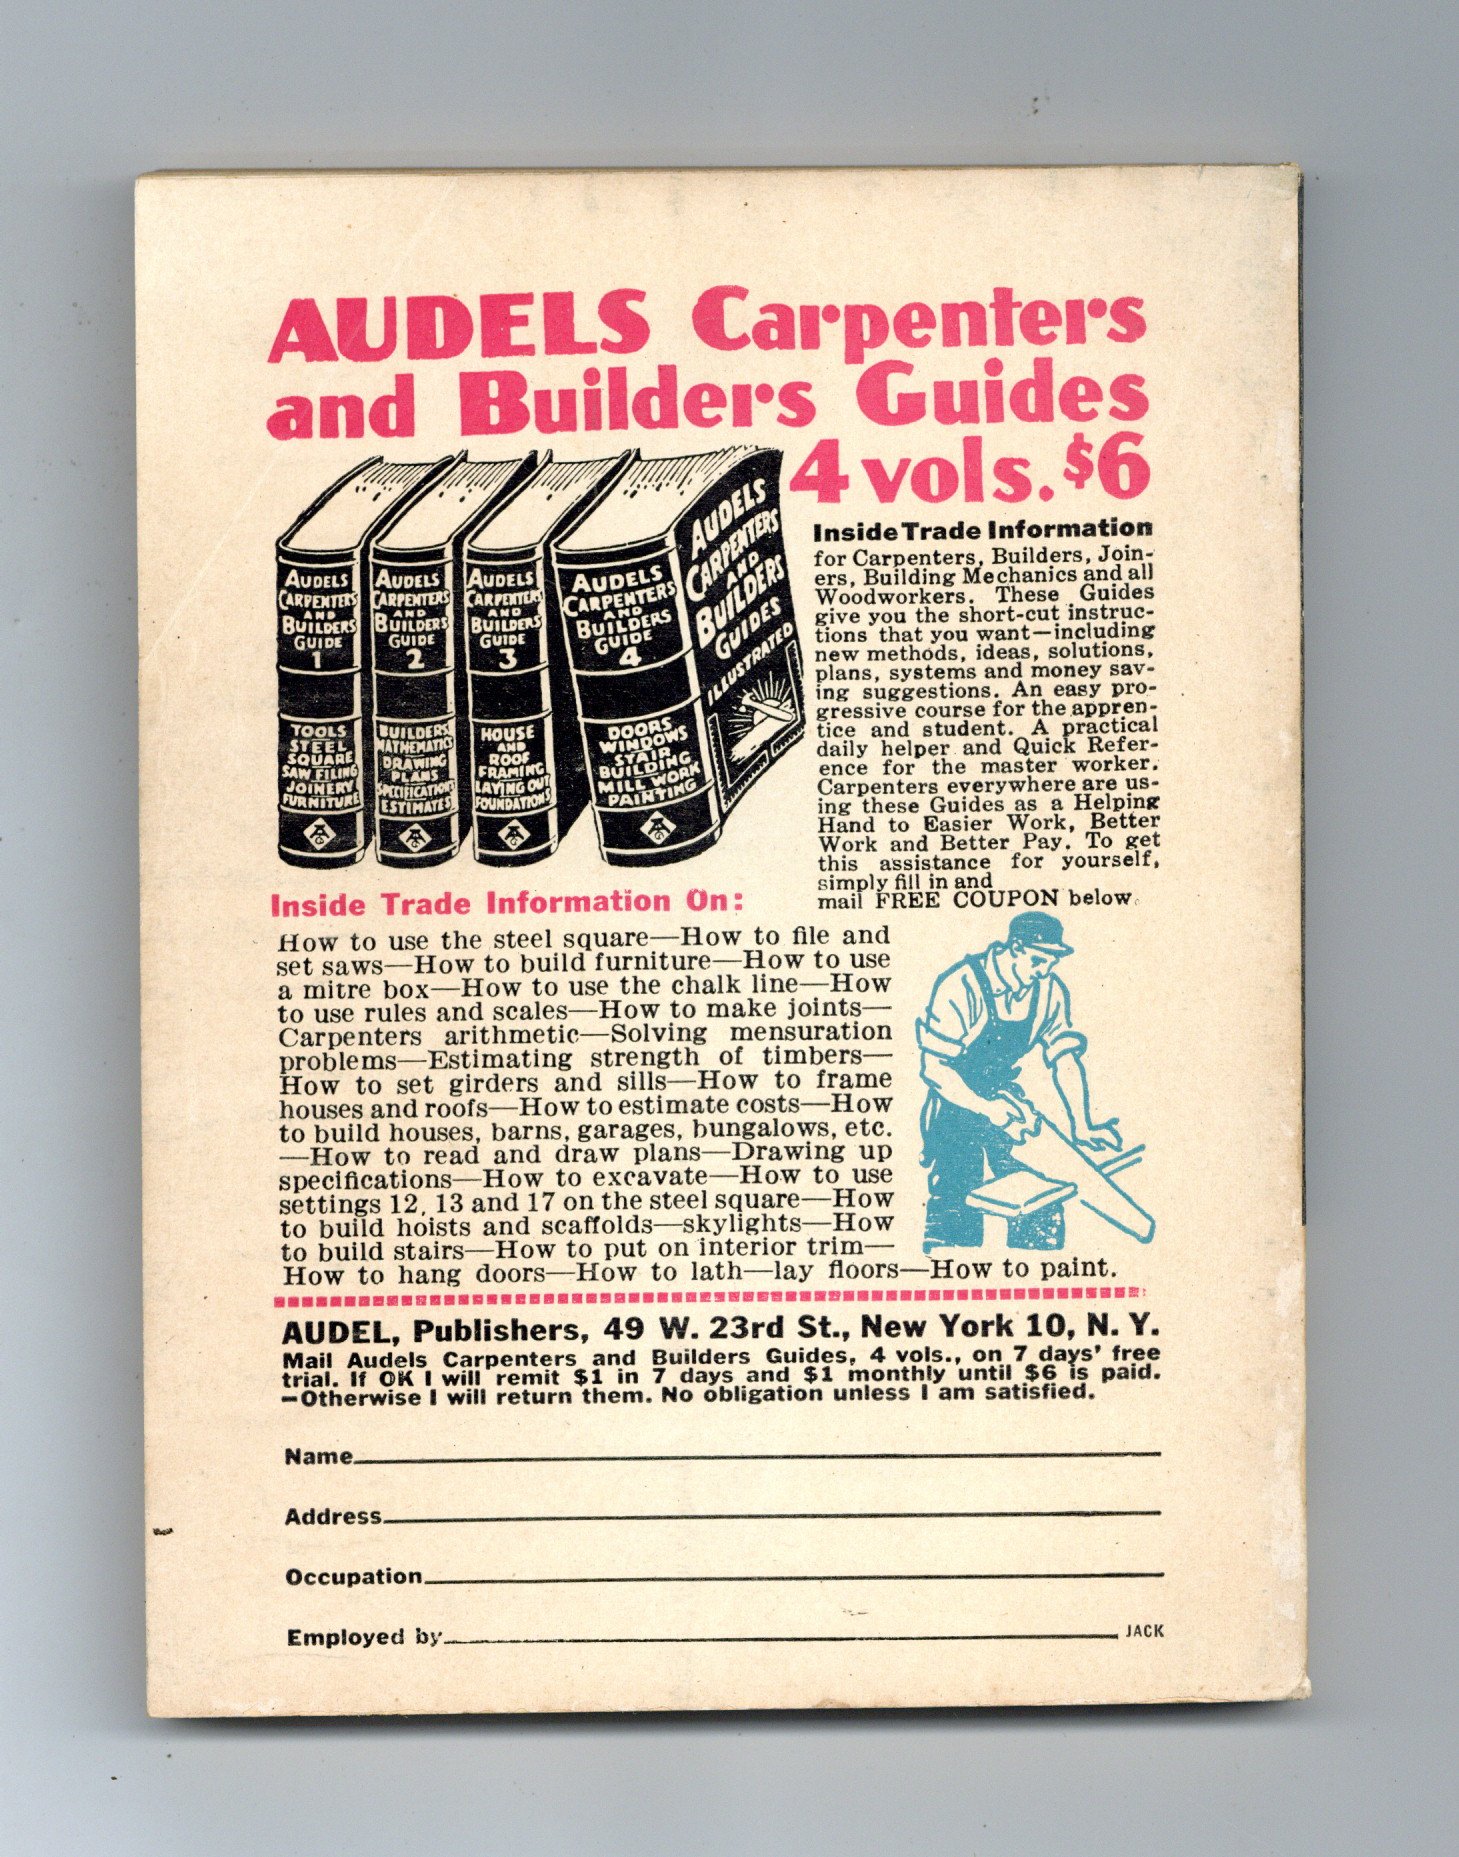 AUDELS Carpenters
and Builders Guides
4 vols. $6
AUDELS
CARPENTERS
AND
BUILDERS
GUIDE
1
TOOLS
STEEL
SQUARE
SAW FILING
JOINERY
FURNITURE
AUDELS
CARPENTERS
AND
BUILDERS
GUIDE
2
BUILDERS
MATHEMATICS
DRAWING
PLANS
SPECIFICATIONS
ESTIMATES
AUDELS
CARPENTERS
AND
BUILDERS
GUIDE
3
HOUSE
AND
ROOF
FRAMING
LAYING OUT
FOUNDATIONS
AUDELS
CARPENTERS
AND
BUILDERS
GUIDE
4
DOORS
WINDOWS
STAIR
BUILDING
MILL WORK
PAINTING
AUDELS
CARPENTERS
AND
BUILDERS
GUIDES
ILLUSTRATED
Inside Trade Information
for Carpenters, Builders, Join-
ers, Building Mechanics and all
Woodworkers. These Guides
give you the short-cut instruc-
tions that you want—including
new methods, ideas, solutions,
plans, systems and money sav-
ing suggestions. An easy pro-
gressive course for the appren-
tice and student. A practical
daily helper and Quick Refer-
ence for the master worker.
Carpenters everywhere are us-
ing these Guides as a Helping
Hand to Easier Work, Better
Work and Better Pay. To get
this assistance for yourself,
simply fill in and
mail FREE COUPON below.
Inside Trade Information On:
How to use the steel square—How to file and
set saws—How to build furniture—How to use
a mitre box—How to use the chalk line—How
to use rules and scales—How to make joints—
Carpenters arithmetic—Solving mensuration
problems—Estimating strength of timbers—
How to set girders and sills—How to frame
houses and roofs—How to estimate costs—How
to build houses, barns, garages, bungalows, etc.
—How to read and draw plans—Drawing up
specifications—How to excavate—How to use
settings 12, 13 and 17 on the steel square—How
to build hoists and scaffolds—skylights—How
to build stairs—How to put on interior trim—
How to hang doors—How to lath—lay floors—How to paint.
AUDEL, Publishers, 49 W. 23rd St., New York 10, N. Y.
Mail Audels Carpenters and Builders Guides, 4 vols., on 7 days' free
trial. If OK I will remit $1 in 7 days and $1 monthly until $6 is paid.
—Otherwise I will return them. No obligation unless I am satisfied.
Name
Address
Occupation
Employed by JACK